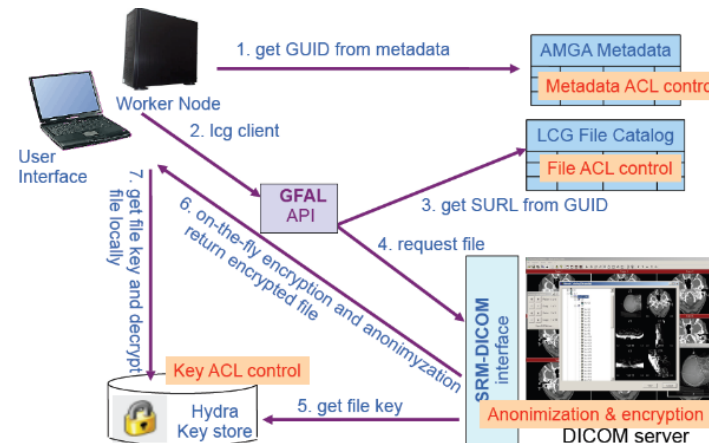 1. get GUID from metadata
AMGA Metadata
Metadata ACL contro
Worker Node
User
Interface
2. lcg client
LCG File Catalog
File ACL control
GFAL
API
3. get SURL from GUID
4. request file
7. get file key and decrypt
file locally
6. on-the-fly encryption and anonimyzation
return encrypted file
SRM-DICOM
interface
Key ACL control
Hydra
Key store
5. get file key
Anonimization & encryption
DICOM server